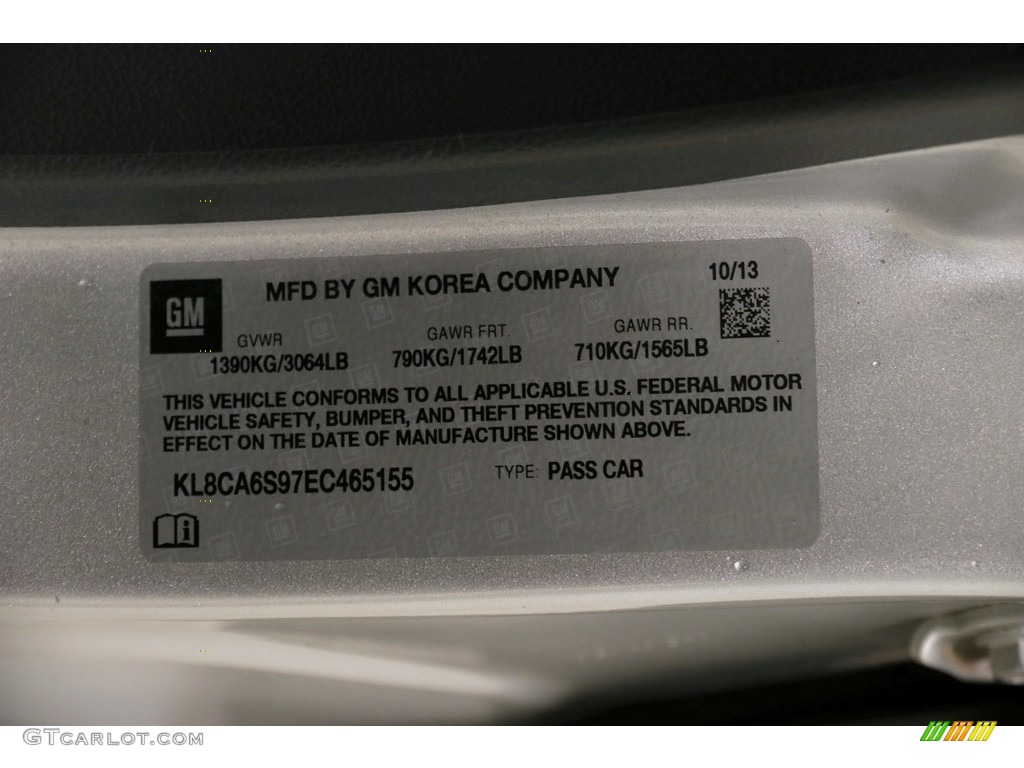 MFD BY GM KOREA COMPANY 10/13
GM
GVWR GAWR FRT. GAWR RR.
1390KG/3064LB 790KG/1742LB 710KG/1565LB
THIS VEHICLE CONFORMS TO ALL APPLICABLE U.S. FEDERAL MOTOR
VEHICLE SAFETY, BUMPER, AND THEFT PREVENTION STANDARDS IN
EFFECT ON THE DATE OF MANUFACTURE SHOWN ABOVE.
KL8CA6S97EC465155 TYPE: PASS CAR
i
GTCarlot.com